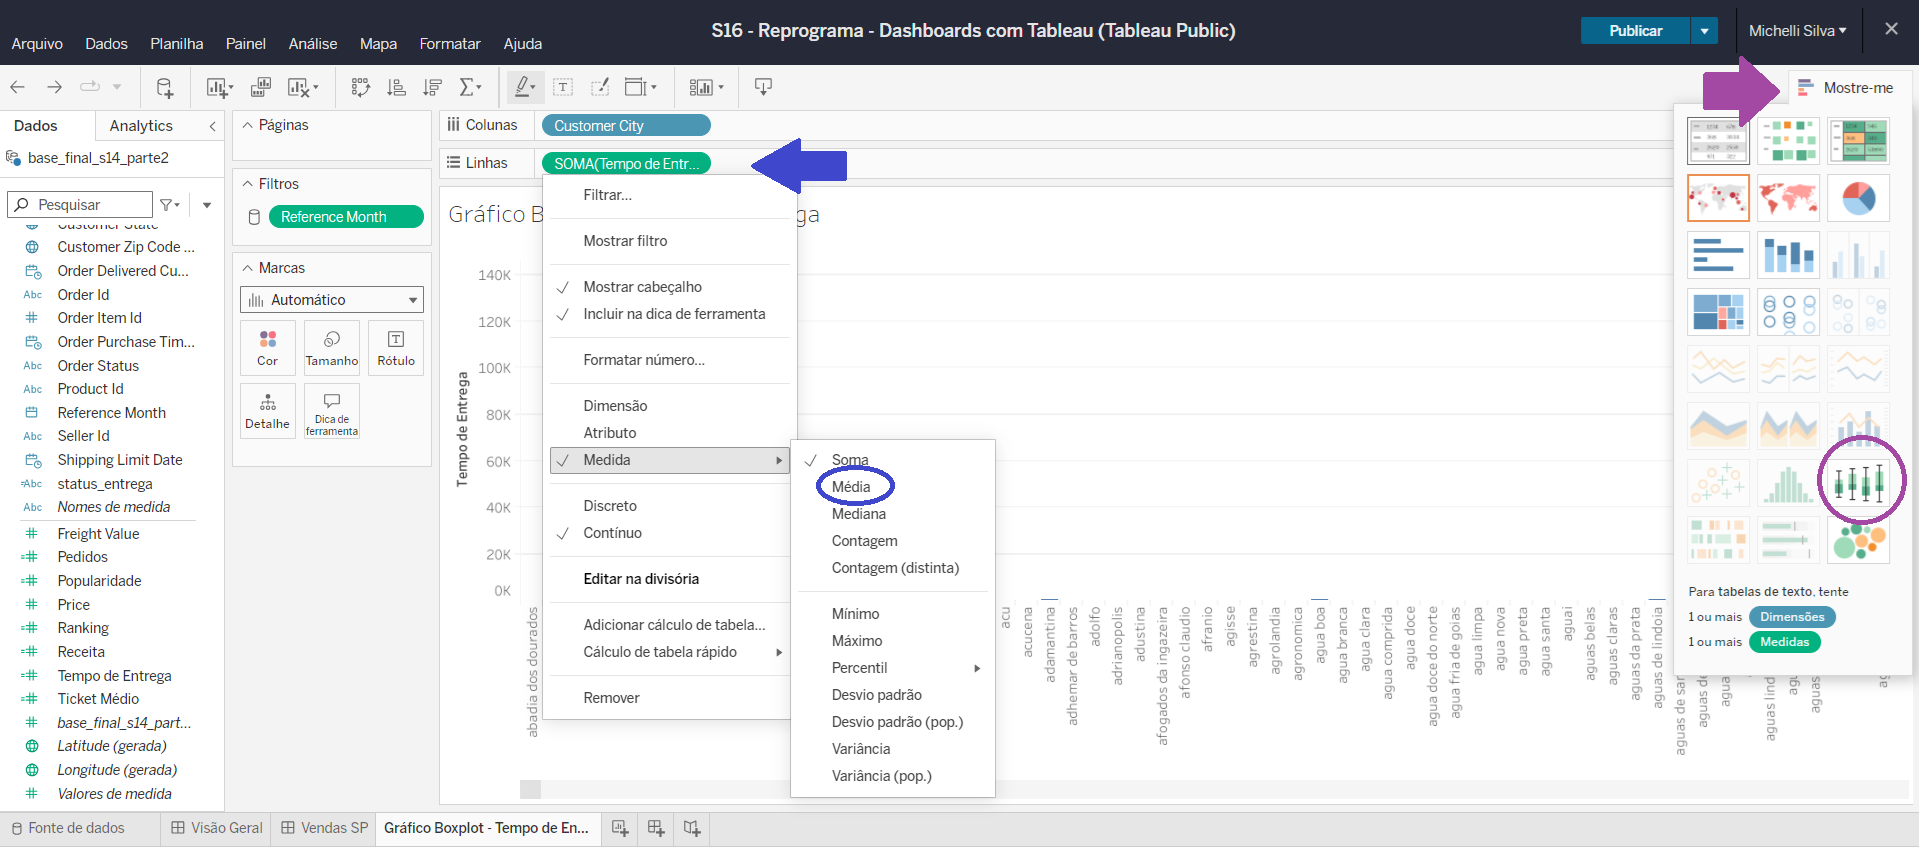 S16 - Reprograma - Dashboards com Tableau (Tableau Public)
Publicar
Michelli Silva
Arquivo Dados Planilha Painel Análise Mapa Formatar Ajuda
Mostre-me
Dados Analytics
base_final_s14_parte2
Pesquisar
Customer State
Customer Zip Code ...
Order Delivered Cu...
Abc Order Id
Order Item Id
Order Purchase Tim...
Abc Order Status
Abc Product Id
Reference Month
Abc Seller Id
Shipping Limit Date
Abc status_entrega
Abc Nomes de medida
Freight Value
Pedidos
Popularidade
Price
Ranking
Receita
Tempo de Entrega
Ticket Médio
base_final_s14_part...
Latitude (gerada)
Longitude (gerada)
Valores de medida
Páginas
Filtros
Reference Month
Marcas
Automático
Cor Tamanho Rótulo
Detalhe Dica de
ferramenta
Colunas Customer City
Linhas SOMA(Tempo de Entr...
Gráfico B
ga
Tempo de Entrega
140K
120K
100K
80K
60K
40K
20K
0K
Filtrar...
Mostrar filtro
Mostrar cabeçalho
Incluir na dica de ferramenta
Formatar número...
Dimensão
Atributo
Medida
Discreto
Contínuo
Editar na divisória
Adicionar cálculo de tabela...
Cálculo de tabela rápido
Remover
Soma
Média
Mediana
Contagem
Contagem (distinta)
Mínimo
Máximo
Percentil
Desvio padrão
Desvio padrão (pop.)
Variância
Variância (pop.)
abadia dos dourados
acu
acucena
adamantina
adhemar de barros
adolfo
adrianopolis
adustina
afogados da ingazeira
afonso claudio
afranio
agisse
agrestina
agrolandia
agronomica
agua boa
agua branca
agua clara
agua comprida
agua doce
agua doce do norte
agua fria de goias
agua limpa
agua nova
agua preta
agua santa
aguai
aguas belas
aguas claras
aguas da prata
aguas de lindoia
aguas de sar
aguas de
aguas
aguas lind
aguas
Para tabelas de texto, tente
1 ou mais Dimensões
1 ou mais Medidas
Fonte de dados Visão Geral Vendas SP Gráfico Boxplot - Tempo de En...